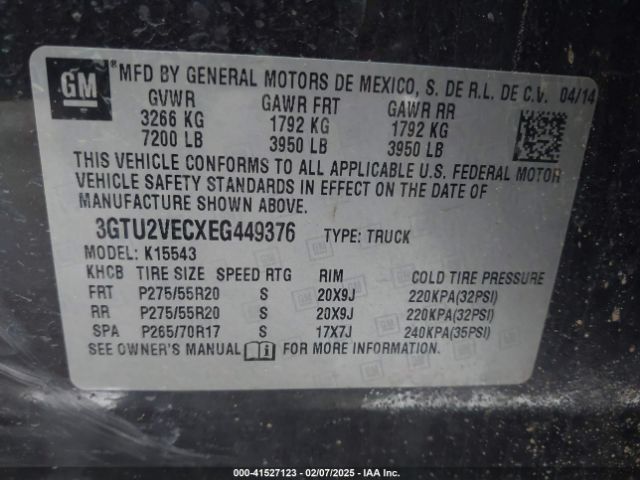 GM ® MFD BY GENERAL MOTORS DE MEXICO, S. DE R.L. DE C.V. 04/14
GVWR GAWR FRT GAWR RR
3266 KG 1792 KG 1792 KG
7200 LB 3950 LB 3950 LB
THIS VEHICLE CONFORMS TO ALL APPLICABLE U.S. FEDERAL MOTOR
VEHICLE SAFETY STANDARDS IN EFFECT ON THE DATE OF
MANUFACTURE SHOWN ABOVE.
3GTU2VECXEG449376 TYPE: TRUCK
MODEL: K15543
KHCB TIRE SIZE SPEED RTG RIM COLD TIRE PRESSURE
FRT P275/55R20 S 20X9J 220KPA(32PSI)
RR P275/55R20 S 20X9J 220KPA(32PSI)
SPA P265/70R17 S 17X7J 240KPA(35PSI)
SEE OWNER'S MANUAL FOR MORE INFORMATION.
000-41527123 - 02/07/2025 - IAA Inc.